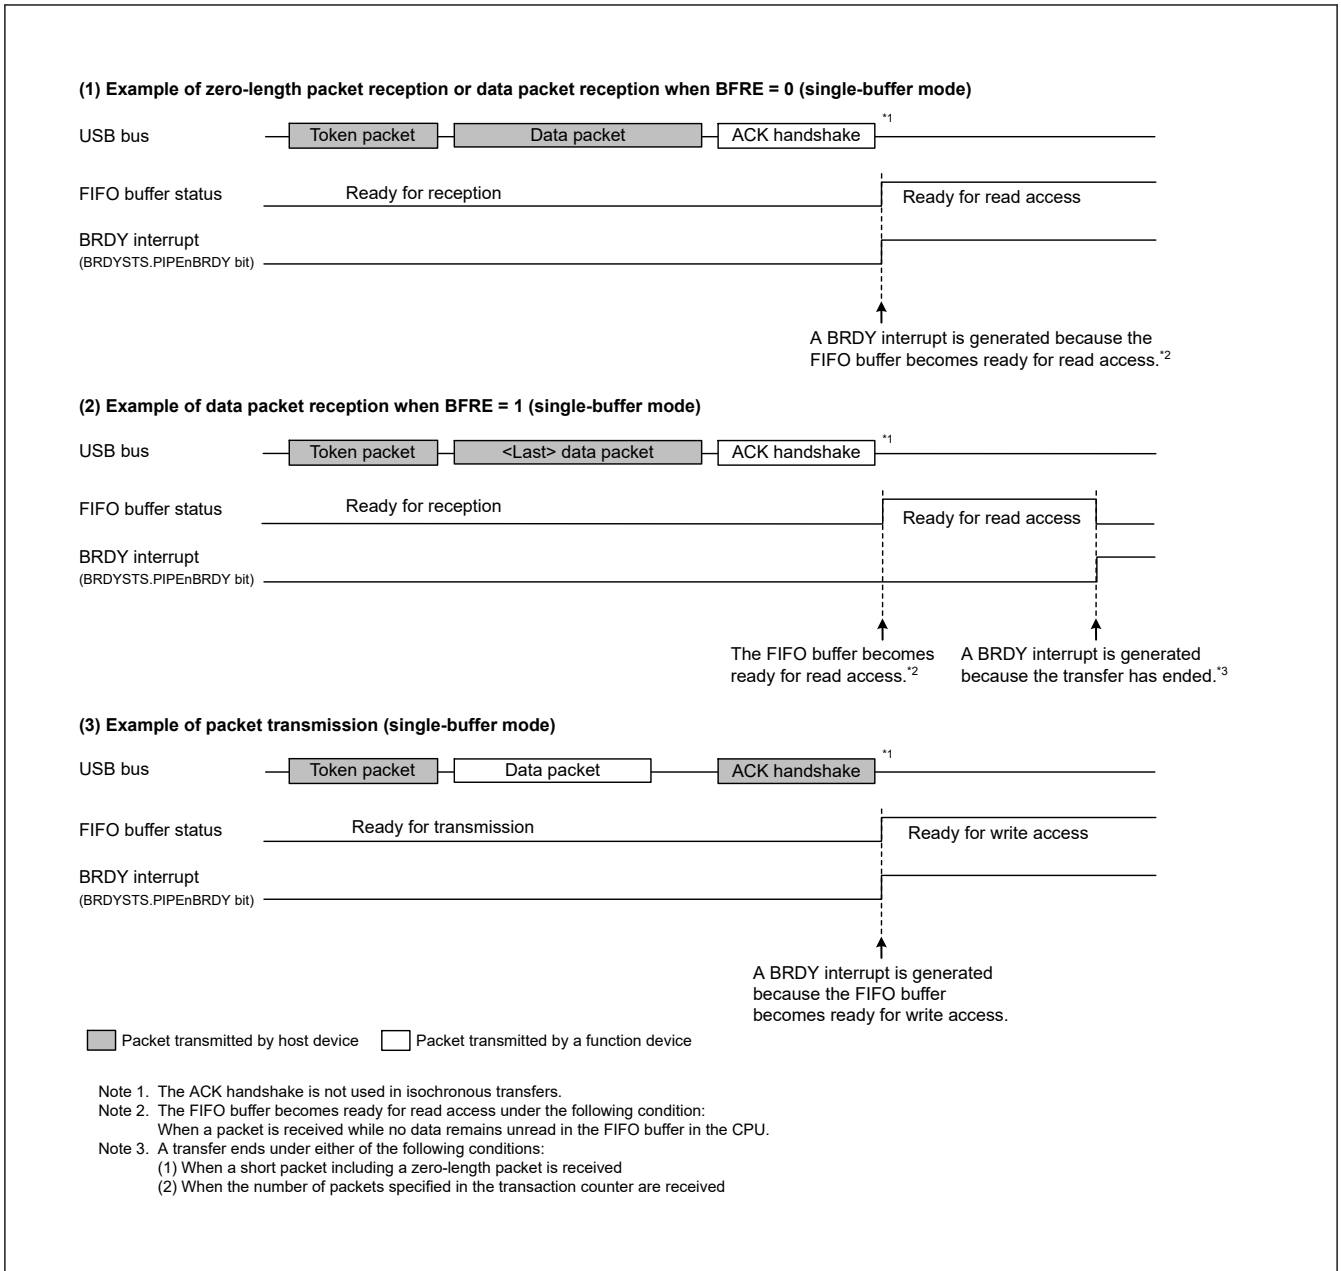 (1) Example of zero-length packet reception or data packet reception when BFRE = 0 (single-buffer mode)
USB bus
Token packet
Data packet
ACK handshake
*1
FIFO buffer status
Ready for reception
Ready for read access
BRDY interrupt
(BRDYSTS.PIPEnBRDY bit)
A BRDY interrupt is generated because the
FIFO buffer becomes ready for read access.*2
(2) Example of data packet reception when BFRE = 1 (single-buffer mode)
USB bus
Token packet
<Last> data packet
ACK handshake
*1
FIFO buffer status
Ready for reception
Ready for read access
BRDY interrupt
(BRDYSTS.PIPEnBRDY bit)
The FIFO buffer becomes
ready for read access.*2
A BRDY interrupt is generated
because the transfer has ended.*3
(3) Example of packet transmission (single-buffer mode)
USB bus
Token packet
Data packet
ACK handshake
*1
FIFO buffer status
Ready for transmission
Ready for write access
BRDY interrupt
(BRDYSTS.PIPEnBRDY bit)
A BRDY interrupt is generated
because the FIFO buffer
becomes ready for write access.
Packet transmitted by host device
Packet transmitted by a function device
Note 1. The ACK handshake is not used in isochronous transfers.
Note 2. The FIFO buffer becomes ready for read access under the following condition:
When a packet is received while no data remains unread in the FIFO buffer in the CPU.
Note 3. A transfer ends under either of the following conditions:
(1) When a short packet including a zero-length packet is received
(2) When the number of packets specified in the transaction counter are received